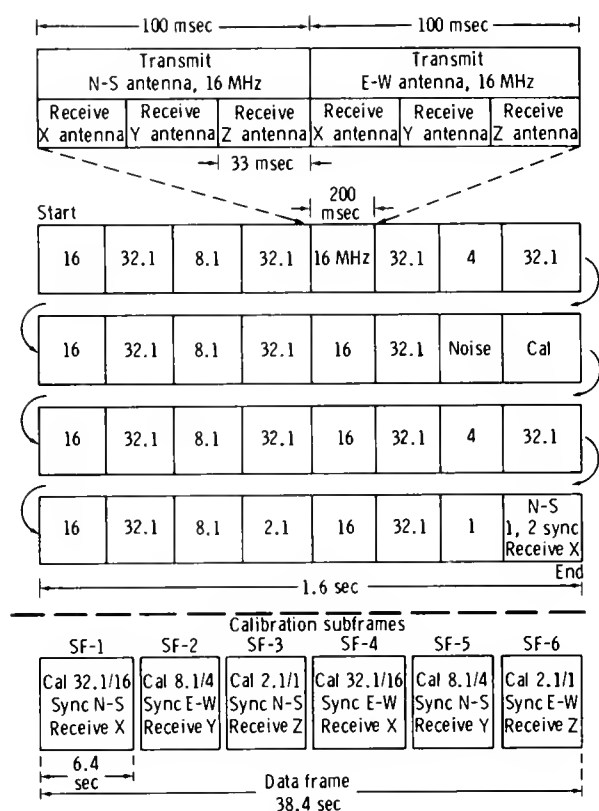 100 msec 100 msec
Transmit
N-S antenna, 16 MHz
Transmit
E-W antenna, 16 MHz
Receive
X antenna
Receive
Y antenna
Receive
Z antenna
Receive
X antenna
Receive
Y antenna
Receive
Z antenna
33 msec
200
msec
Start
16 32.1 8.1 32.1 16 MHz 32.1 4 32.1
16 32.1 8.1 32.1 16 32.1 Noise Cal
16 32.1 8.1 32.1 16 32.1 4 32.1
16 32.1 8.1 2.1 16 32.1 1
N-S
1, 2 sync
Receive X
End
1.6 sec
Calibration subframes
SF-1 SF-2 SF-3 SF-4 SF-5 SF-6
Cal 32.1/16
Sync N-S
Receive X
Cal 8.1/4
Sync E-W
Receive Y
Cal 2.1/1
Sync N-S
Receive Z
Cal 32.1/16
Sync E-W
Receive X
Cal 8.1/4
Sync N-S
Receive Y
Cal 2.1/1
Sync E-W
Receive Z
6.4
sec
Data frame
38.4 sec